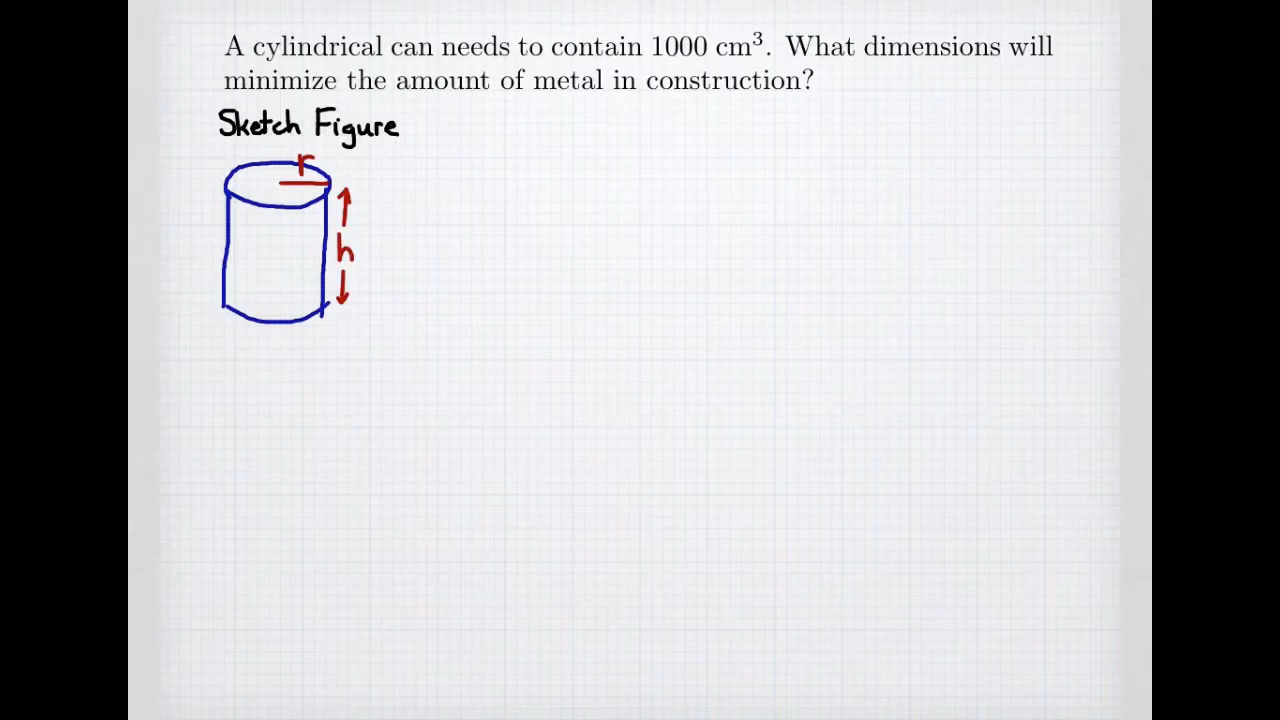 A cylindrical can needs to contain 1000 cm³. What dimensions will
minimize the amount of metal in construction?
Sketch Figure
r
h